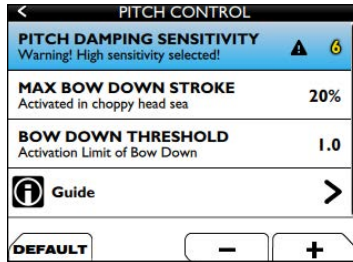 PITCH CONTROL
PITCH DAMPING SENSITIVITY
Warning! High sensitivity selected!
6
MAX BOW DOWN STROKE
Activated in choppy head sea
20%
BOW DOWN THRESHOLD
Activation Limit of Bow Down
1.0
Guide
DEFAULT